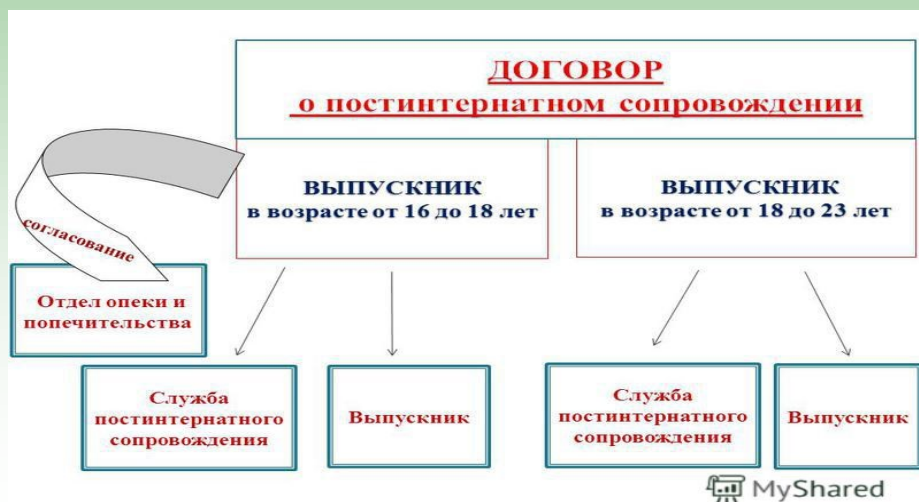 ДОГОВОР
о постинтернатном сопровождении
ВЫПУСКНИК
в возрасте от 16 до 18 лет
ВЫПУСКНИК
в возрасте от 18 до 23 лет
согласование
Отдел опеки и
попечительства
Служба
постинтернатного
сопровождения
Выпускник
Служба
постинтернатного
сопровождения
Выпускник
MyShared